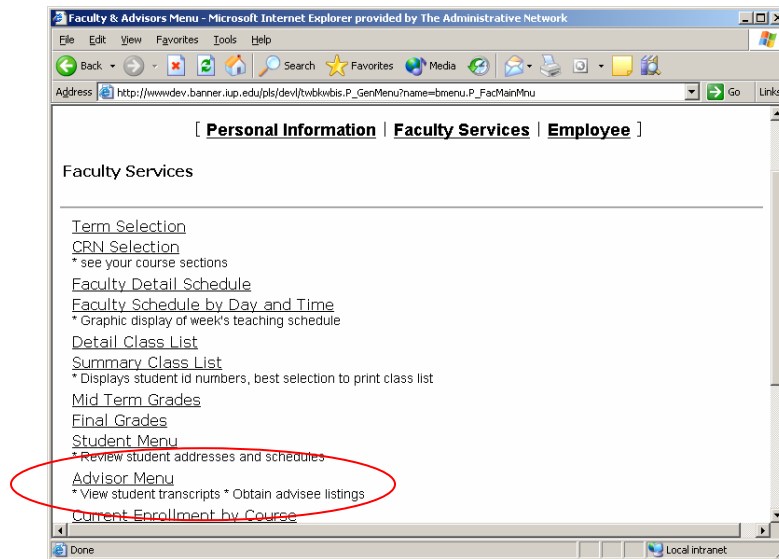 Faculty & Advisors Menu - Microsoft Internet Explorer provided by The Administrative Network
File Edit View Favorites Tools Help
Back Search Favorites Media
Address http://wwwdev.banner.iup.edu/pls/devl/twbkwbis.P_GenMenu?name=bmenu.P_FacMainMnu Go Links
[ Personal Information | Faculty Services | Employee ]
Faculty Services
Term Selection
CRN Selection
* see your course sections
Faculty Detail Schedule
Faculty Schedule by Day and Time
* Graphic display of week's teaching schedule
Detail Class List
Summary Class List
* Displays student id numbers, best selection to print class list
Mid Term Grades
Final Grades
Student Menu
* Review student addresses and schedules
Advisor Menu
* View student transcripts * Obtain advisee listings
Current Enrollment by Course
Done Local intranet